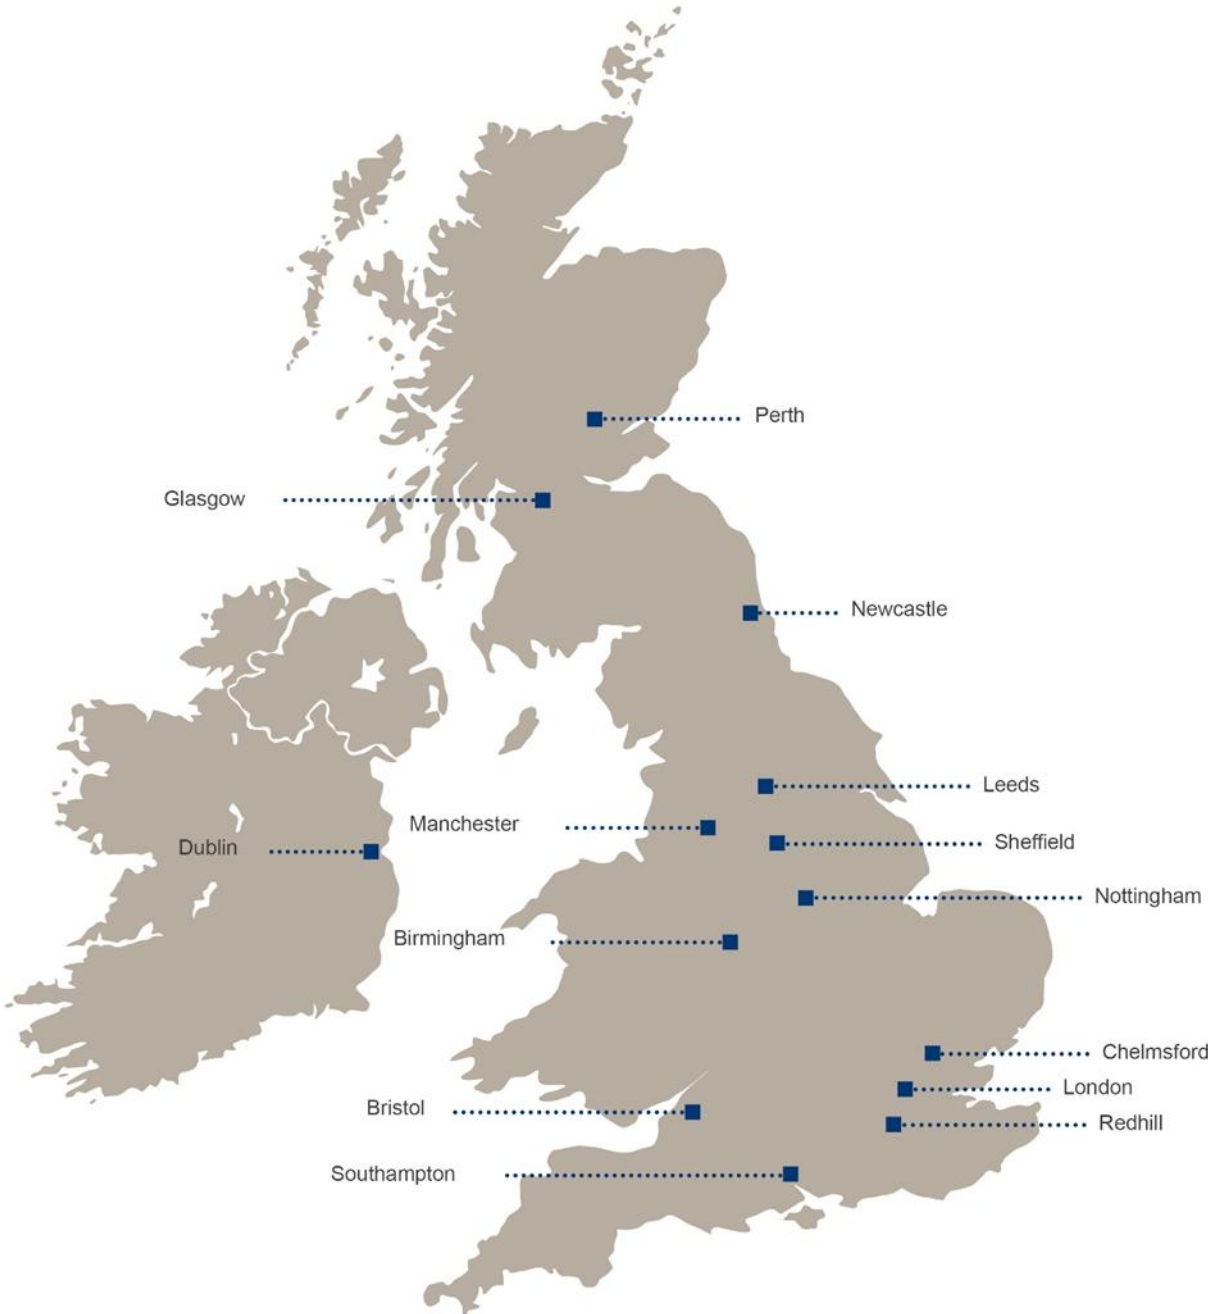 Perth
Glasgow
Newcastle
Leeds
Manchester
Sheffield
Dublin
Nottingham
Birmingham
Chelmsford
London
Bristol
Redhill
Southampton